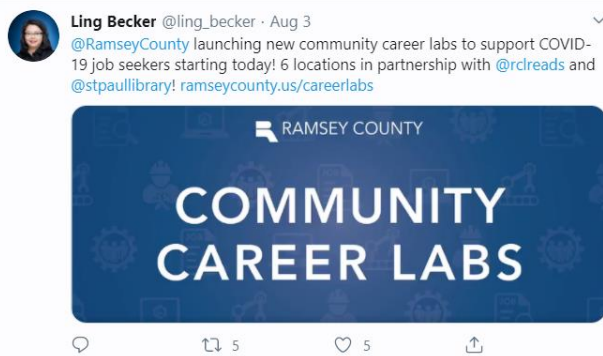 Ling Becker @ling_becker · Aug 3
@RamseyCounty launching new community career labs to support COVID-
19 job seekers starting today! 6 locations in partnership with @rclreads and
@stpaullibrary! ramseycounty.us/careerlabs
RAMSEY COUNTY
COMMUNITY
CAREER LABS
5 5